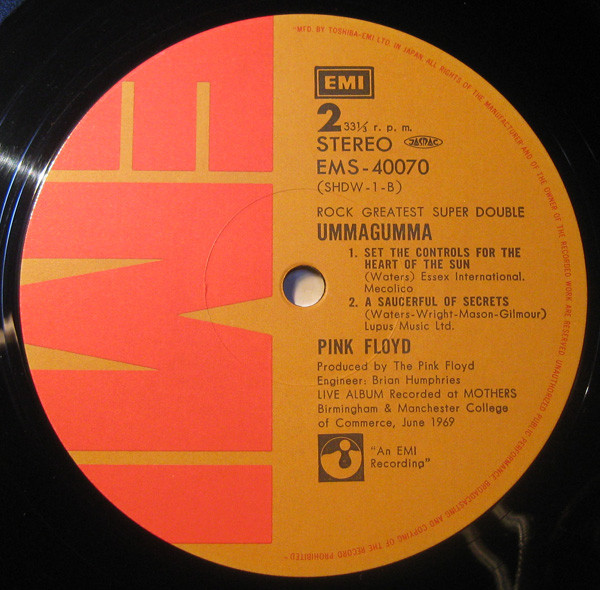 "MFD. BY TOSHIBA-EMI LTD. IN JAPAN. ALL RIGHTS OF THE MANUFACTURER AND OF THE OWNER OF THE RECORDED WORK ARE RESERVED UNAUTHORIZED PUBLIC PERFORMANCE BROADCASTING AND COPYING OF THE RECORD PROHIBITED"
EMI
EMI
2 33⅓ r. p. m.
STEREO JASRAC
EMS-40070
(SHDW-1-B)
ROCK GREATEST SUPER DOUBLE
UMMAGUMMA
1. SET THE CONTROLS FOR THE
HEART OF THE SUN
(Waters) Essex International.
Mecolico
2. A SAUCERFUL OF SECRETS
(Waters-Wright-Mason-Gilmour)
Lupus Music Ltd.
PINK FLOYD
Produced by The Pink Floyd
Engineer: Brian Humphries
LIVE ALBUM Recorded at MOTHERS
Birmingham & Manchester College
of Commerce, June 1969
"An EMI
Recording"